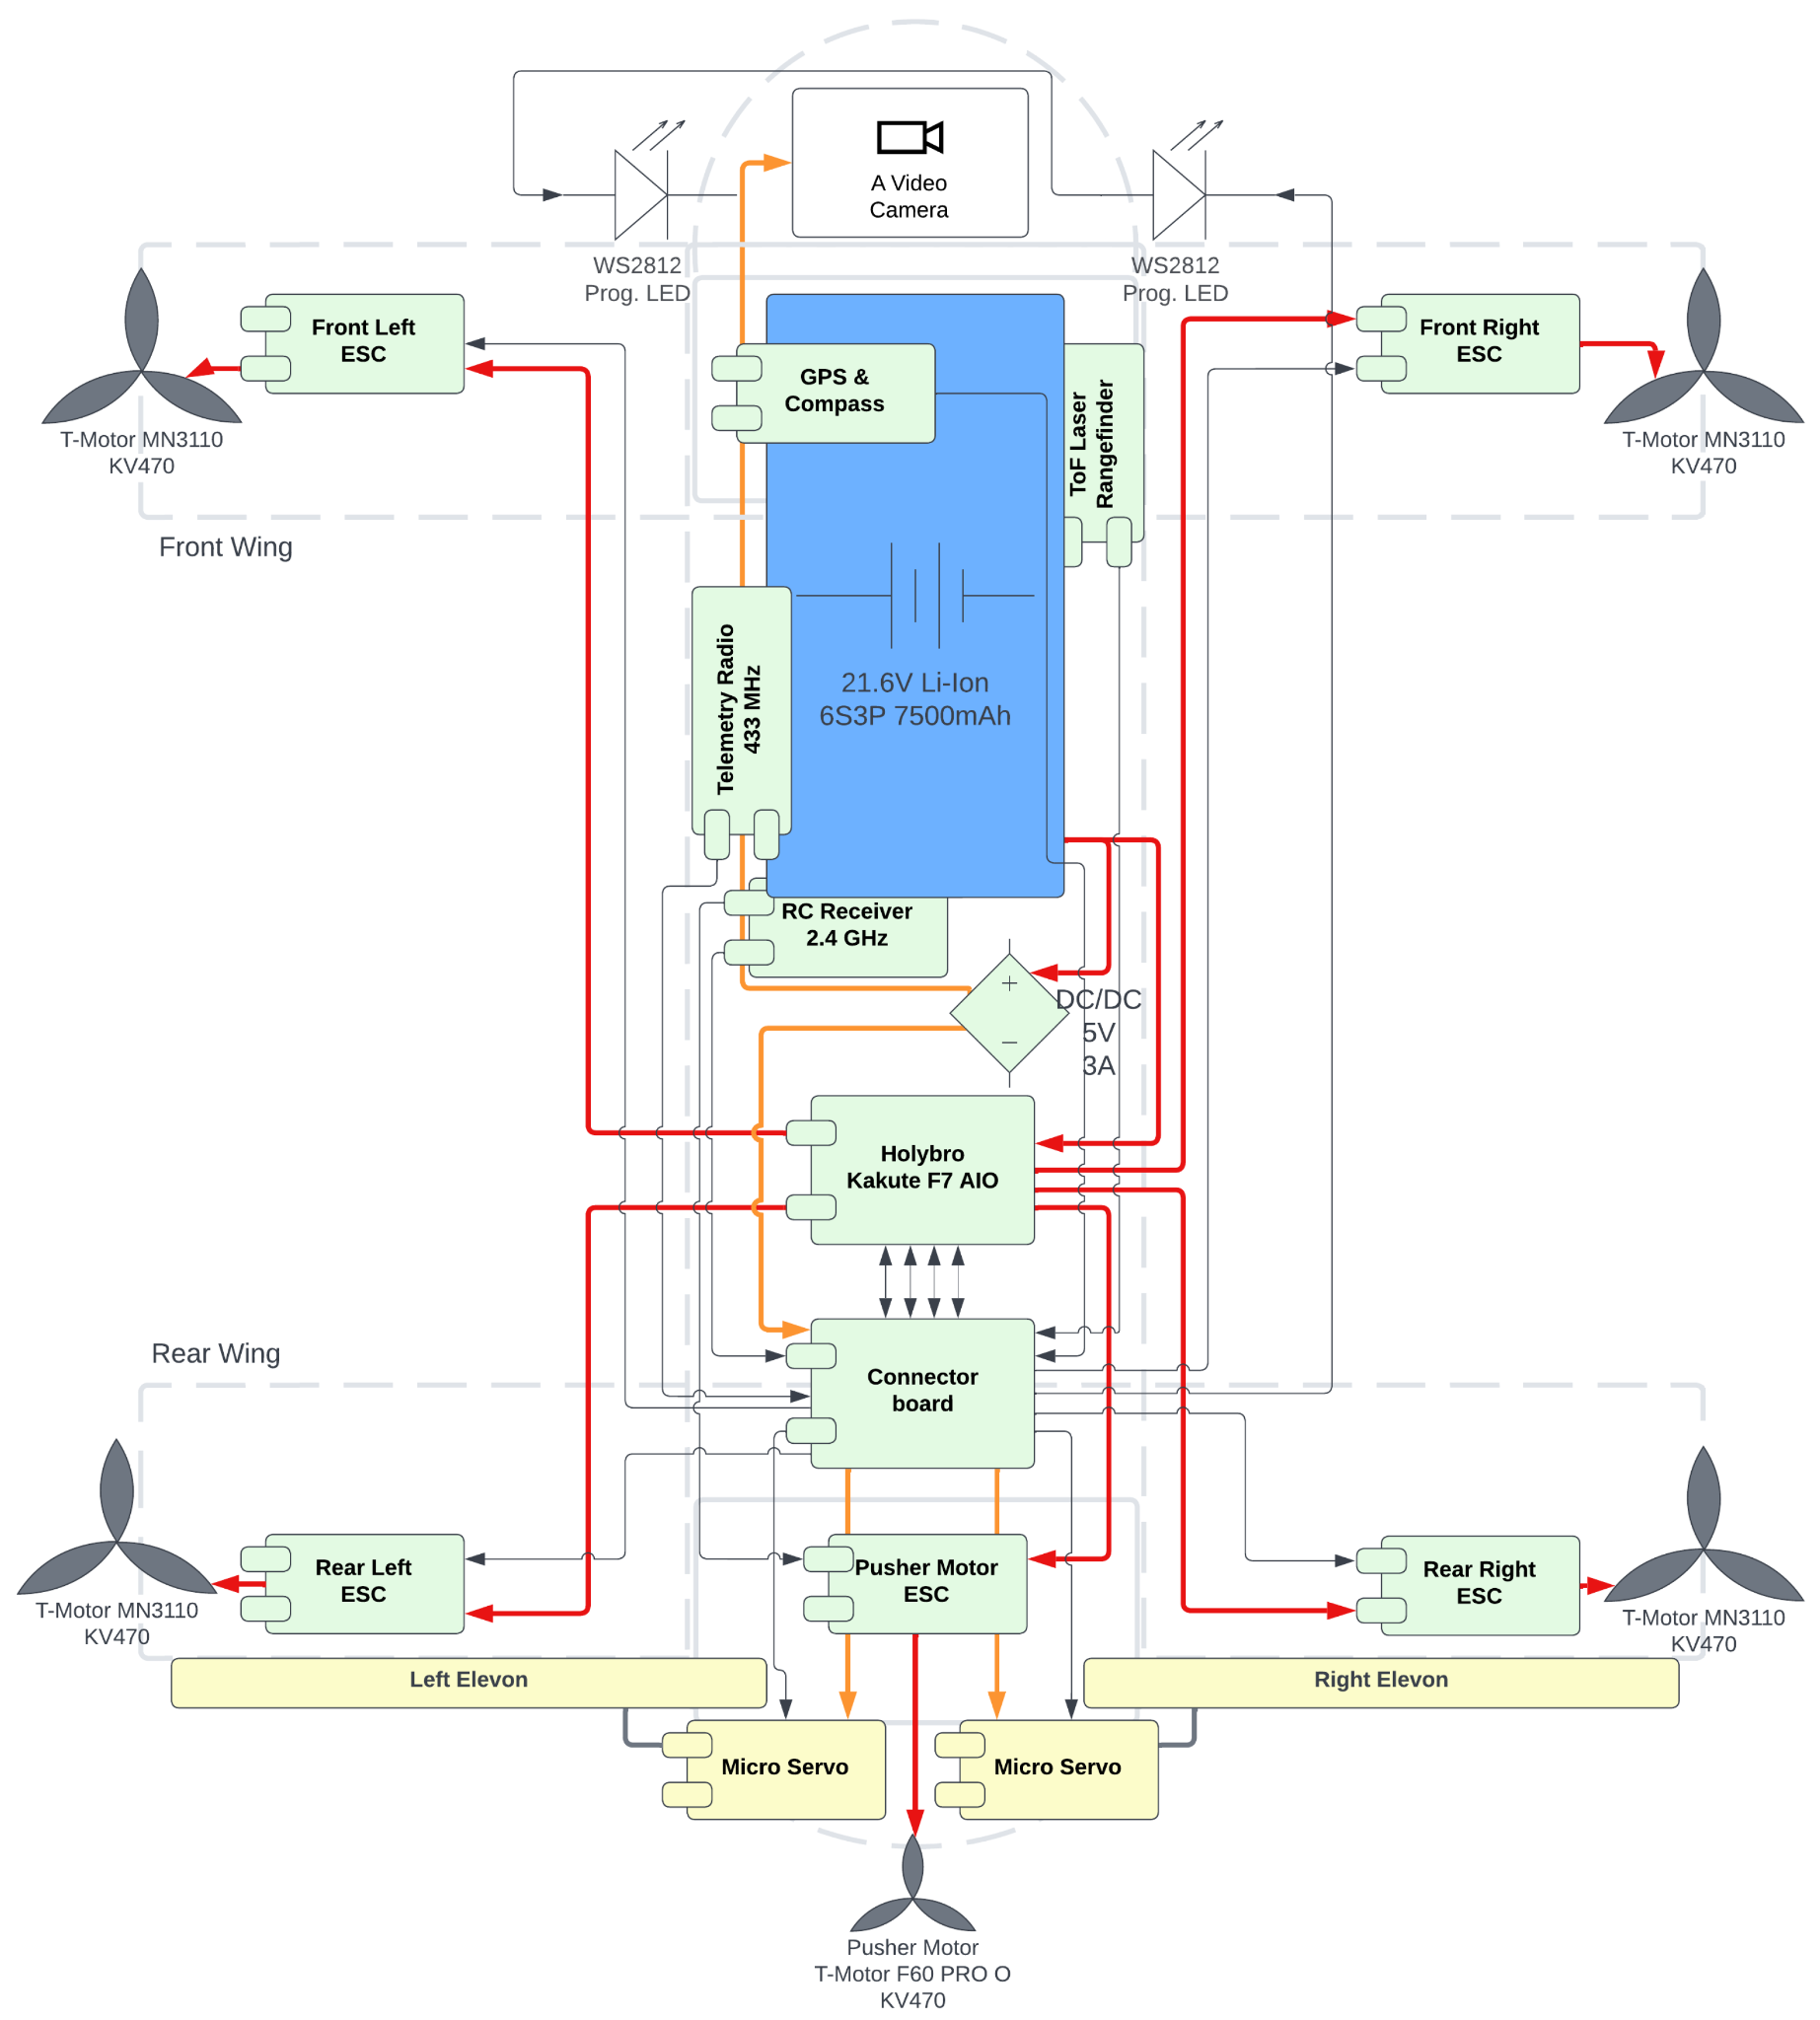 A Video
Camera
WS2812
Prog. LED
WS2812
Prog. LED
Front Left
ESC
Front Right
ESC
GPS &
Compass
ToF Laser
Rangefinder
T-Motor MN3110
KV470
T-Motor MN3110
KV470
Front Wing
Telemetry Radio
433 MHz
21.6V Li-Ion
6S3P 7500mAh
RC Receiver
2.4 GHz
DC/DC
5V
3A
Holybro
Kakute F7 AIO
Rear Wing
Connector
board
Rear Left
ESC
Pusher Motor
ESC
Rear Right
ESC
T-Motor MN3110
KV470
T-Motor MN3110
KV470
Left Elevon
Right Elevon
Micro Servo
Micro Servo
Pusher Motor
T-Motor F60 PRO O
KV470